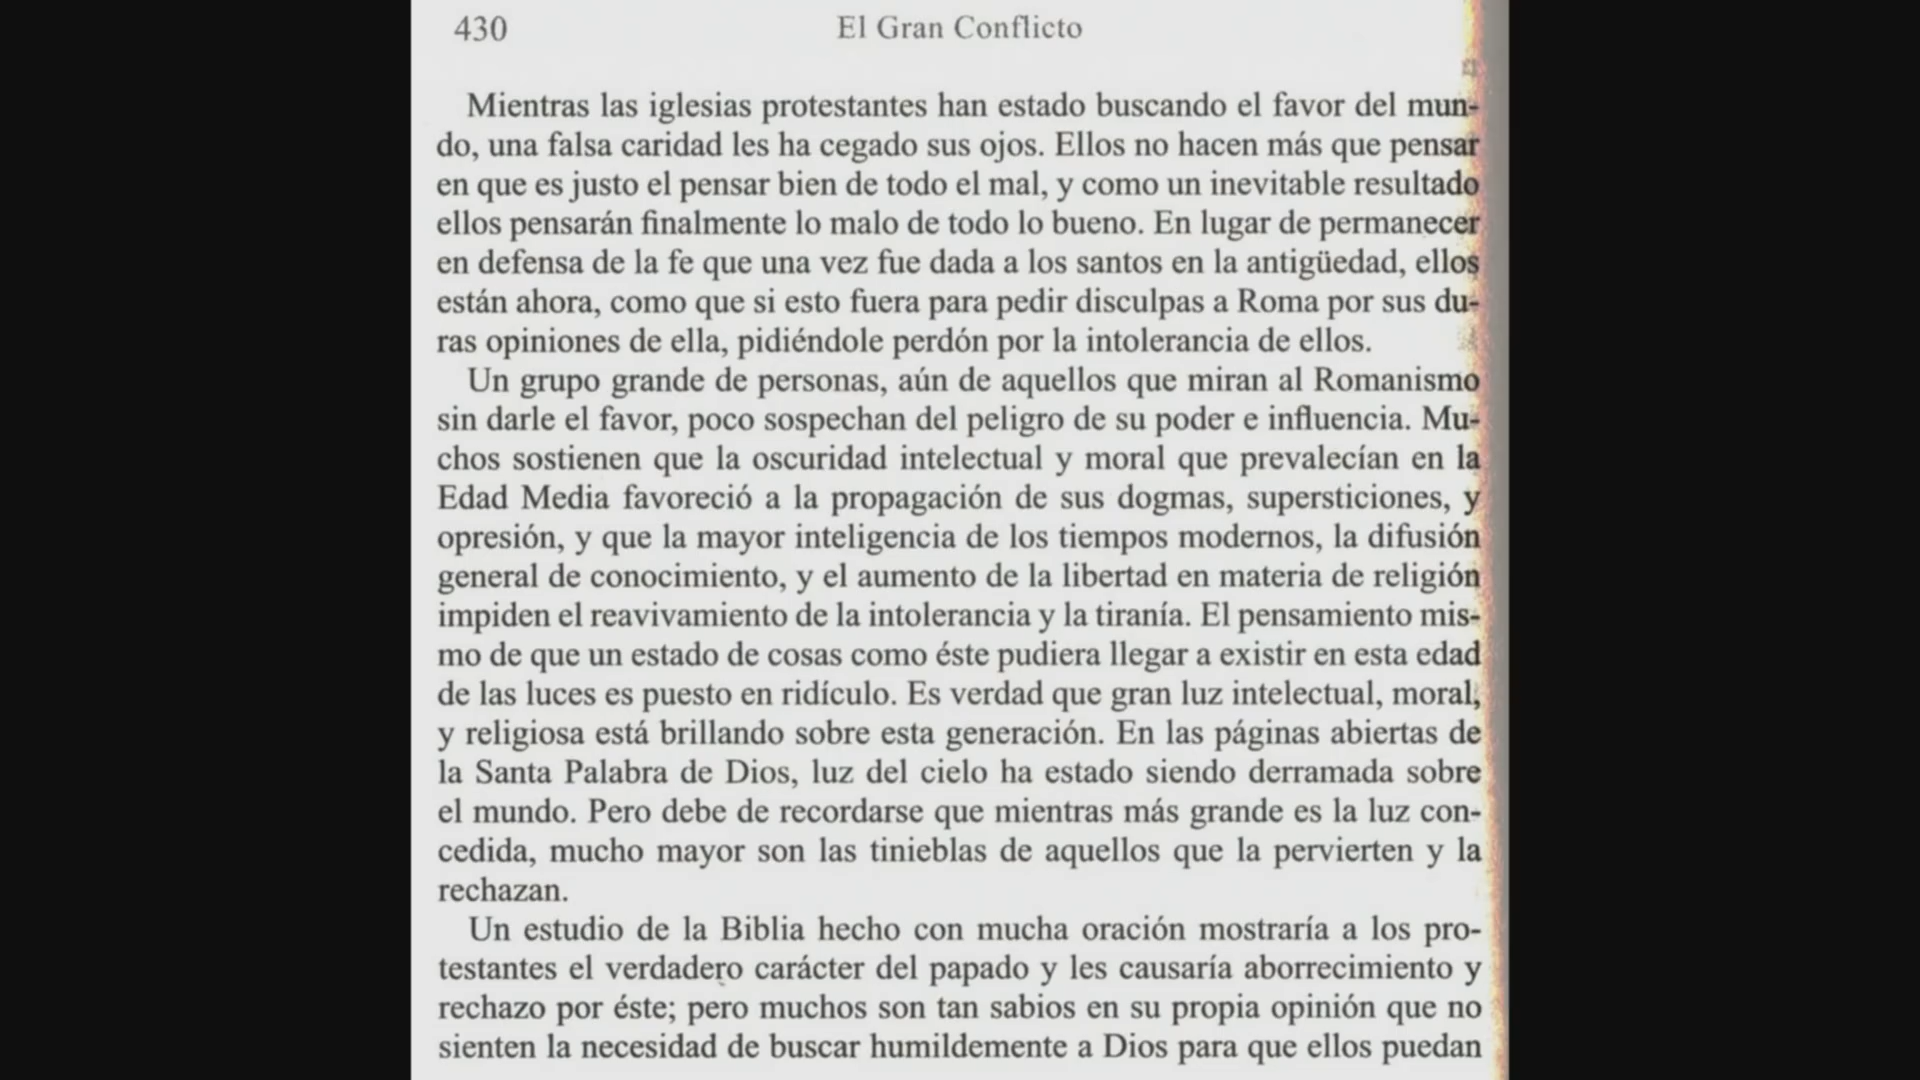 430
El Gran Conflicto
Mientras las iglesias protestantes han estado buscando el favor del mun-
do, una falsa caridad les ha cegado sus ojos. Ellos no hacen más que pensar
en que es justo el pensar bien de todo el mal, y como un inevitable resultado
ellos pensarán finalmente lo malo de todo lo bueno. En lugar de permanecer
en defensa de la fe que una vez fue dada a los santos en la antigüedad, ellos
están ahora, como que si esto fuera para pedir disculpas a Roma por sus du-
ras opiniones de ella, pidiéndole perdón por la intolerancia de ellos.
Un grupo grande de personas, aún de aquellos que miran al Romanismo
sin darle el favor, poco sospechan del peligro de su poder e influencia. Mu-
chos sostienen que la oscuridad intelectual y moral que prevalecían en la
Edad Media favoreció a la propagación de sus dogmas, supersticiones, y
opresión, y que la mayor inteligencia de los tiempos modernos, la difusión
general de conocimiento, y el aumento de la libertad en materia de religión
impiden el reavivamiento de la intolerancia y la tiranía. El pensamiento mis-
mo de que un estado de cosas como éste pudiera llegar a existir en esta edad
de las luces es puesto en ridículo. Es verdad que gran luz intelectual, moral,
y religiosa está brillando sobre esta generación. En las páginas abiertas de
la Santa Palabra de Dios, luz del cielo ha estado siendo derramada sobre
el mundo. Pero debe de recordarse que mientras más grande es la luz con-
cedida, mucho mayor son las tinieblas de aquellos que la pervierten y la
rechazan.
Un estudio de la Biblia hecho con mucha oración mostraría a los pro-
testantes el verdadero carácter del papado y les causaría aborrecimiento y
rechazo por éste; pero muchos son tan sabios en su propia opinión que no
sienten la necesidad de buscar humildemente a Dios para que ellos puedan